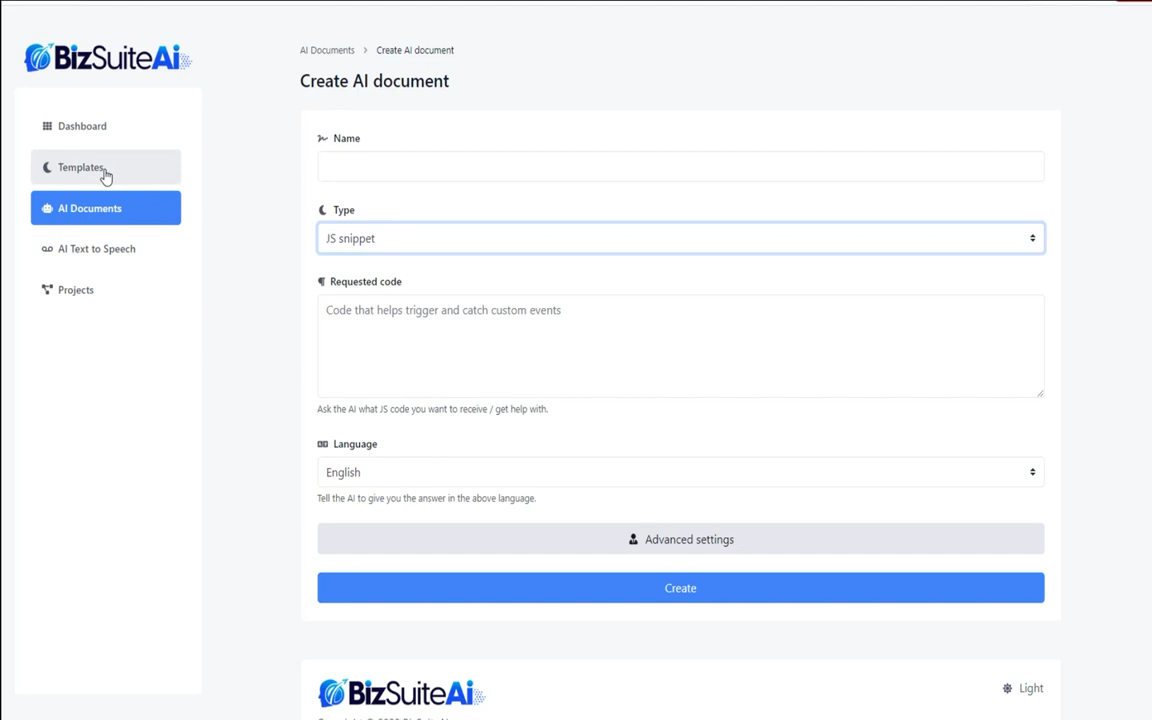 BizSuiteAi
Dashboard
Templates
AI Documents
AI Text to Speech
Projects
AI Documents > Create AI document
Create AI document
Name
Type
JS snippet
Requested code
Code that helps trigger and catch custom events
Ask the AI what JS code you want to receive / get help with.
Language
English
Tell the AI to give you the answer in the above language.
Advanced settings
Create
BizSuiteAi
Light